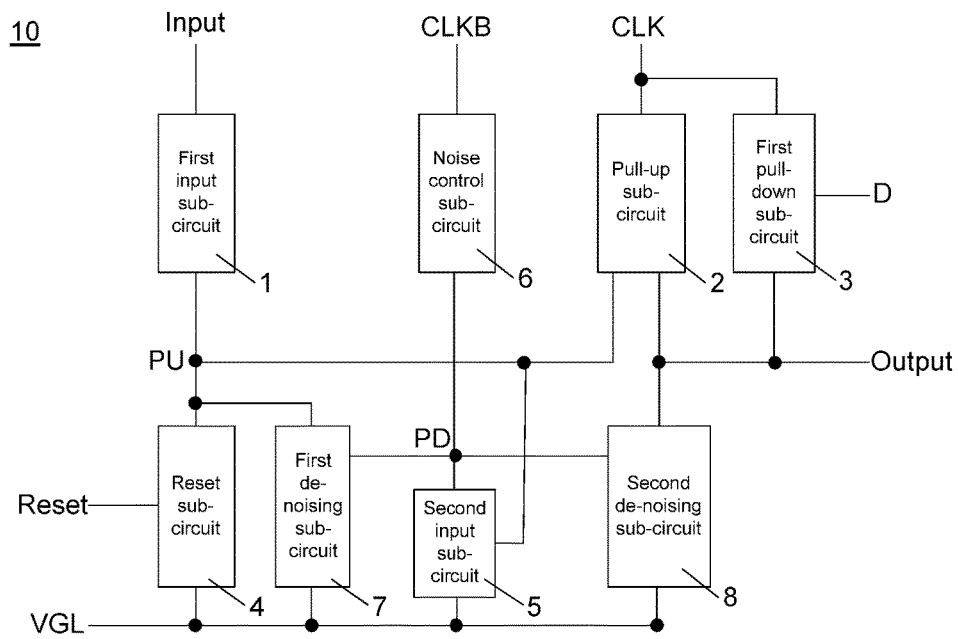 10
Input
CLKB
CLK
First
input
sub-
circuit
1
Noise
control
sub-
circuit
6
Pull-up
sub-
circuit
2
First
pull-
down
sub-
circuit
3
D
PU
Output
PD
Reset
Reset
sub-
circuit
4
First
de-
noising
sub-
circuit
7
Second
input
sub-
circuit
5
Second
de-noising
sub-circuit
8
VGL